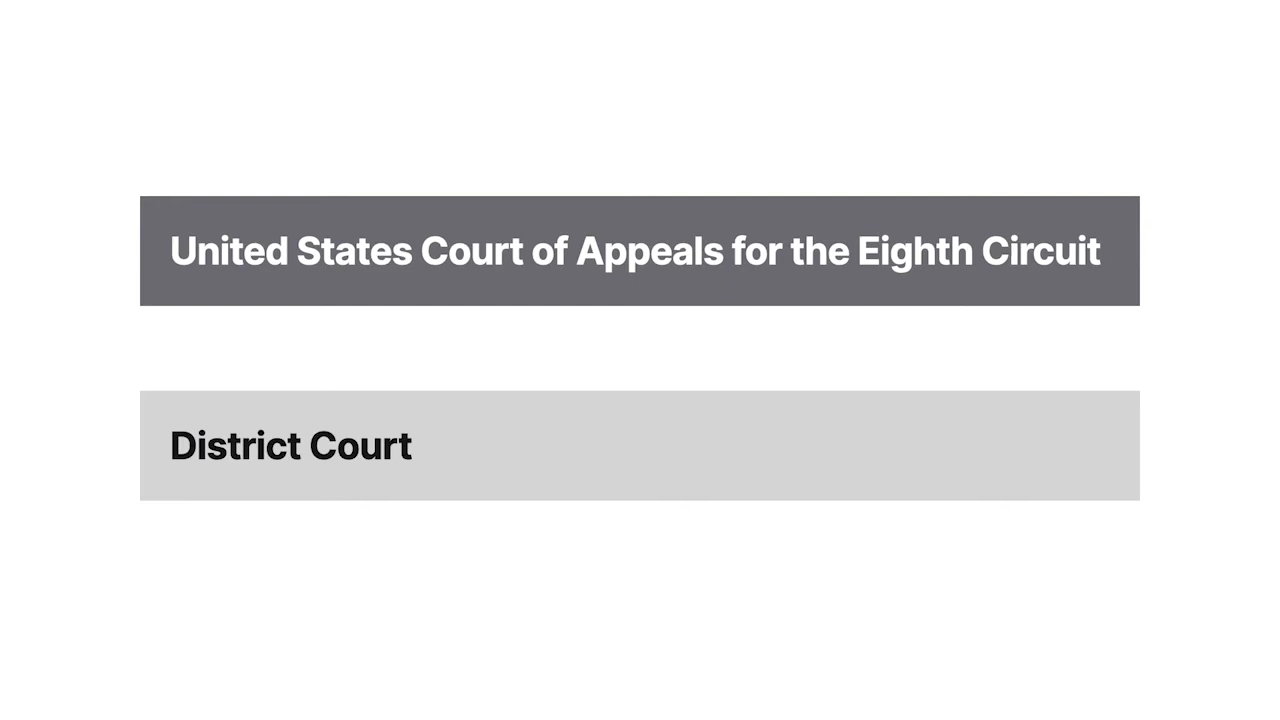 United States Court of Appeals for the Eighth Circuit
District Court